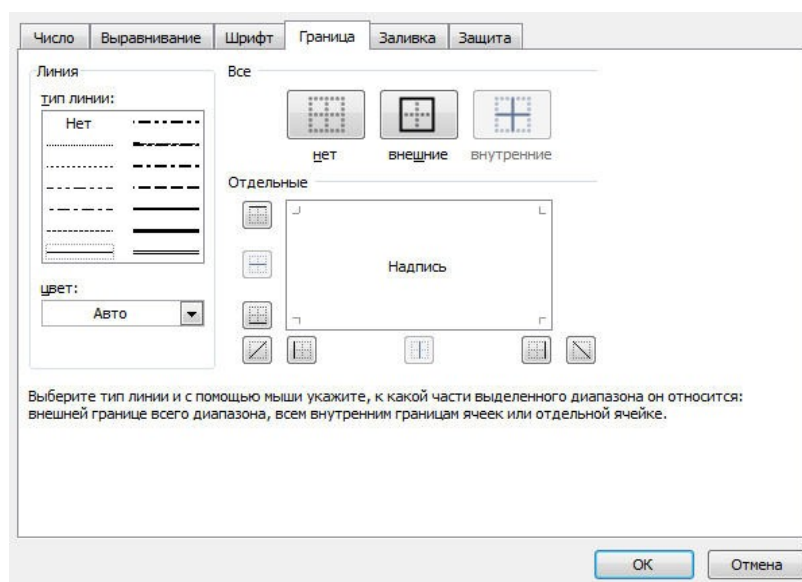 Число Выравнивание Шрифт Граница Заливка Защита
Линия
тип линии:
Нет
цвет:
Авто
Все
нет внешние внутренние
Отдельные
Надпись
Выберите тип линии и с помощью мыши укажите, к какой части выделенного диапазона он относится:
внешней границе всего диапазона, всем внутренним границам ячеек или отдельной ячейке.
ОК Отмена